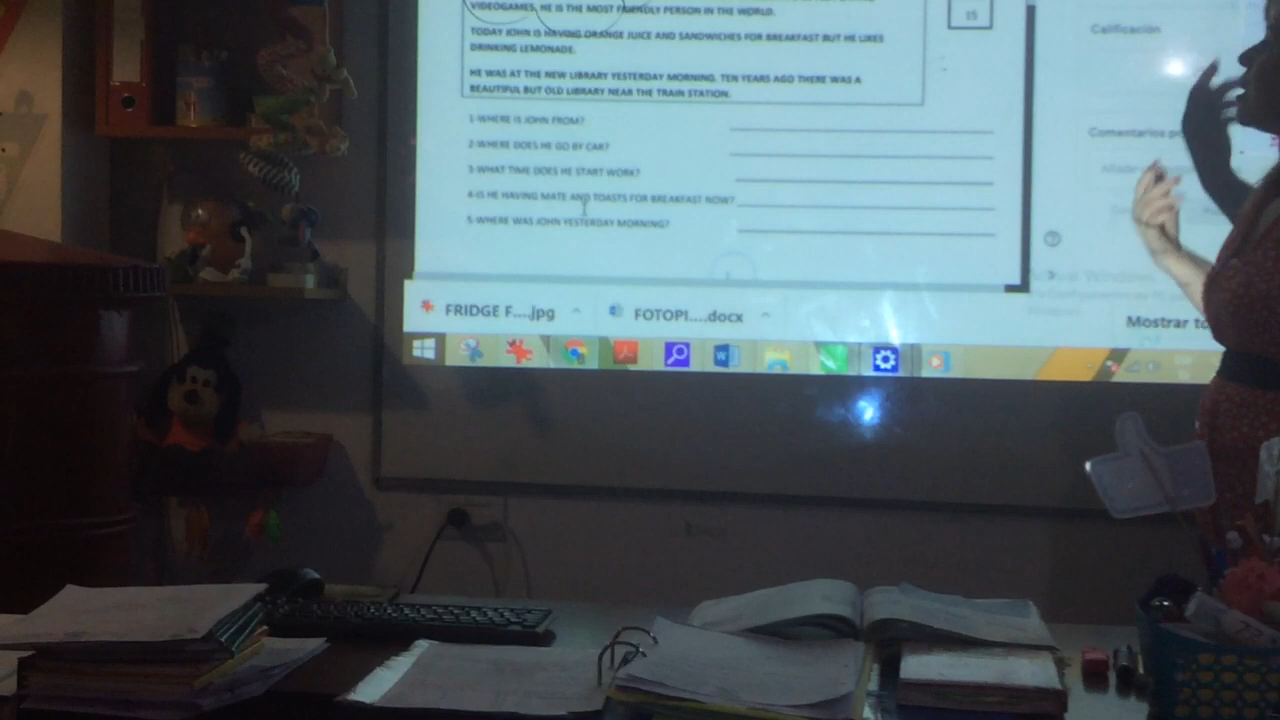 VIDEOGAMES. HE IS THE MOST FRIENDLY PERSON IN THE WORLD.
15
TODAY JOHN IS HAVING ORANGE JUICE AND SANDWICHES FOR BREAKFAST BUT HE LIKES
DRINKING LEMONADE.
HE WAS AT THE NEW LIBRARY YESTERDAY MORNING. TEN YEARS AGO THERE WAS A
BEAUTIFUL BUT OLD LIBRARY NEAR THE TRAIN STATION.
1-WHERE IS JOHN FROM?
2-WHERE DOES HE GO BY CAR?
3-WHAT TIME DOES HE START WORK?
4-IS HE HAVING MATE AND TOASTS FOR BREAKFAST NOW?
5-WHERE WAS JOHN YESTERDAY MORNING?
Calificación
Comentarios
FRIDGE F....jpg
FOTOPI....docx
Mostrar